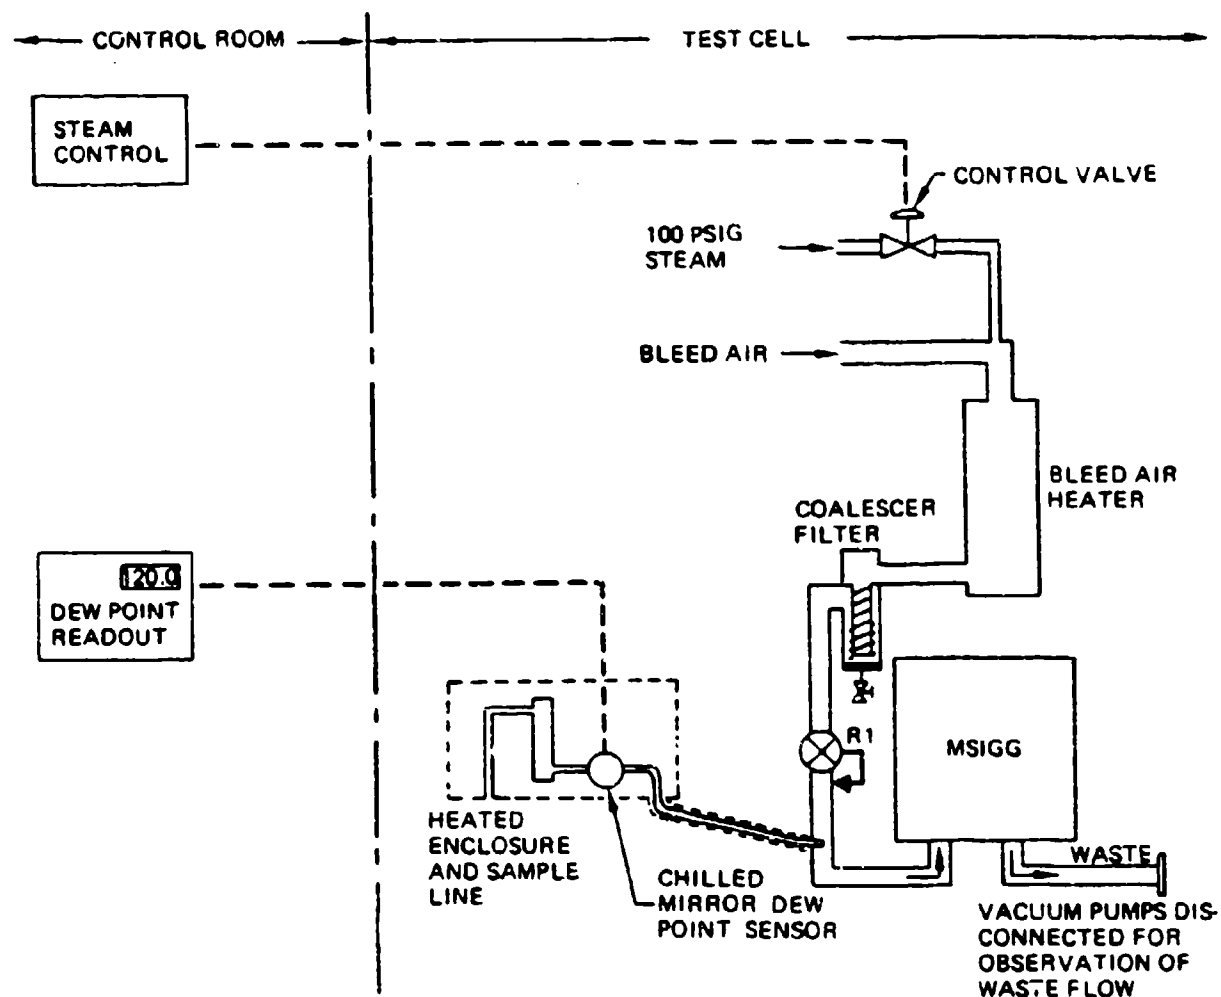 CONTROL ROOM
TEST CELL
STEAM
CONTROL
CONTROL VALVE
100 PSIG
STEAM
BLEED AIR
BLEED AIR
HEATER
COALESCER
FILTER
120.0
DEW POINT
READOUT
R1
MSIGG
HEATED
ENCLOSURE
AND SAMPLE
LINE
CHILLED
MIRROR DEW
POINT SENSOR
WASTE
VACUUM PUMPS DIS-
CONNECTED FOR
OBSERVATION OF
WASTE FLOW